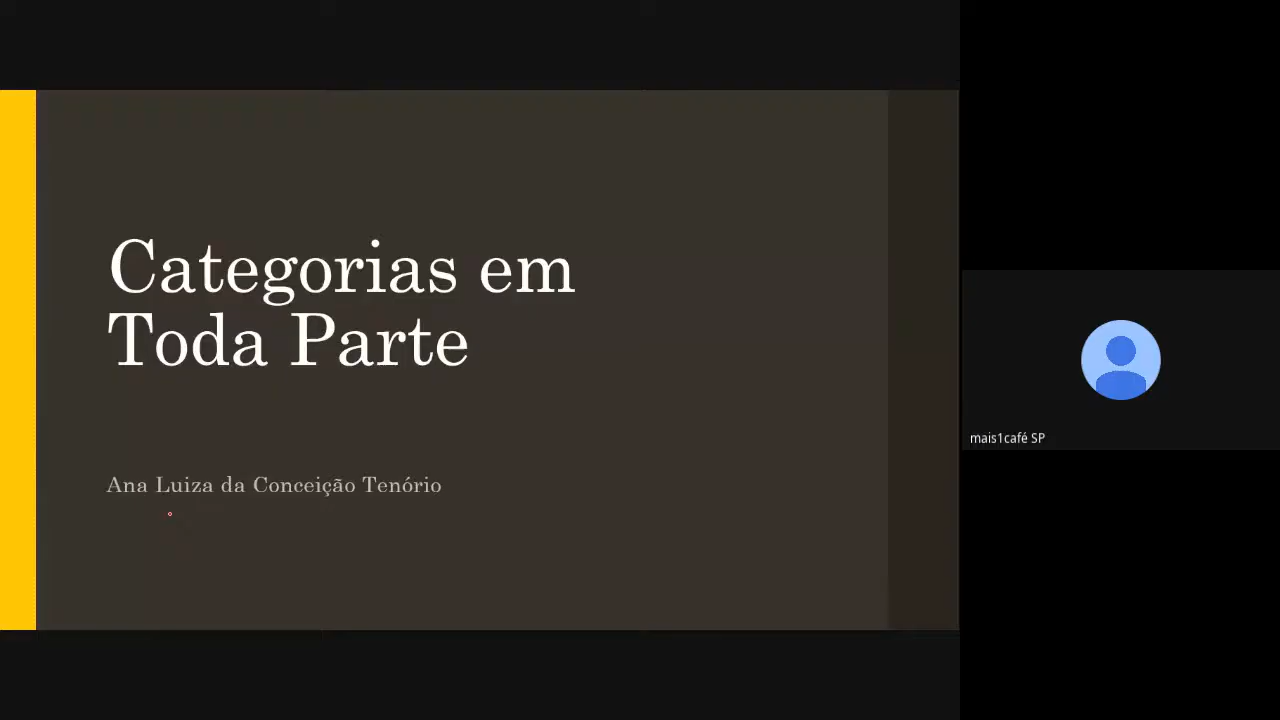 Categorias em
Toda Parte
Ana Luiza da Conceição Tenório
mais1café SP